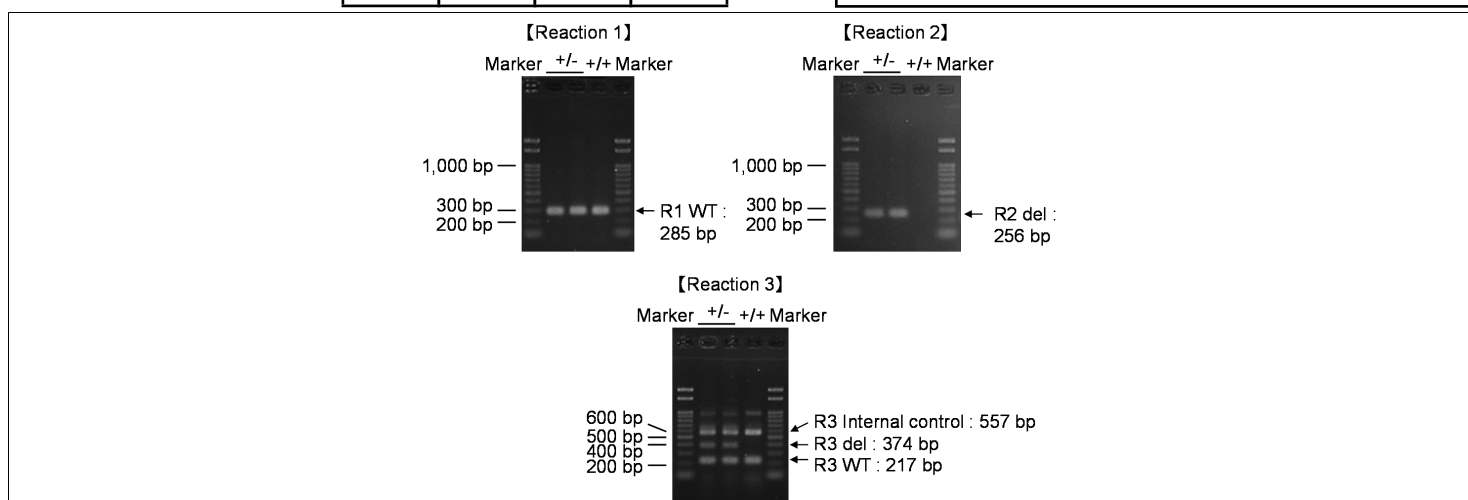 【Reaction 1】
Marker +/- +/+ Marker
1,000 bp
300 bp
200 bp
R1 WT :
285 bp
【Reaction 2】
Marker +/- +/+ Marker
1,000 bp
300 bp
200 bp
R2 del :
256 bp
【Reaction 3】
Marker +/- +/+ Marker
600 bp
500 bp
400 bp
200 bp
R3 Internal control : 557 bp
R3 del : 374 bp
R3 WT : 217 bp